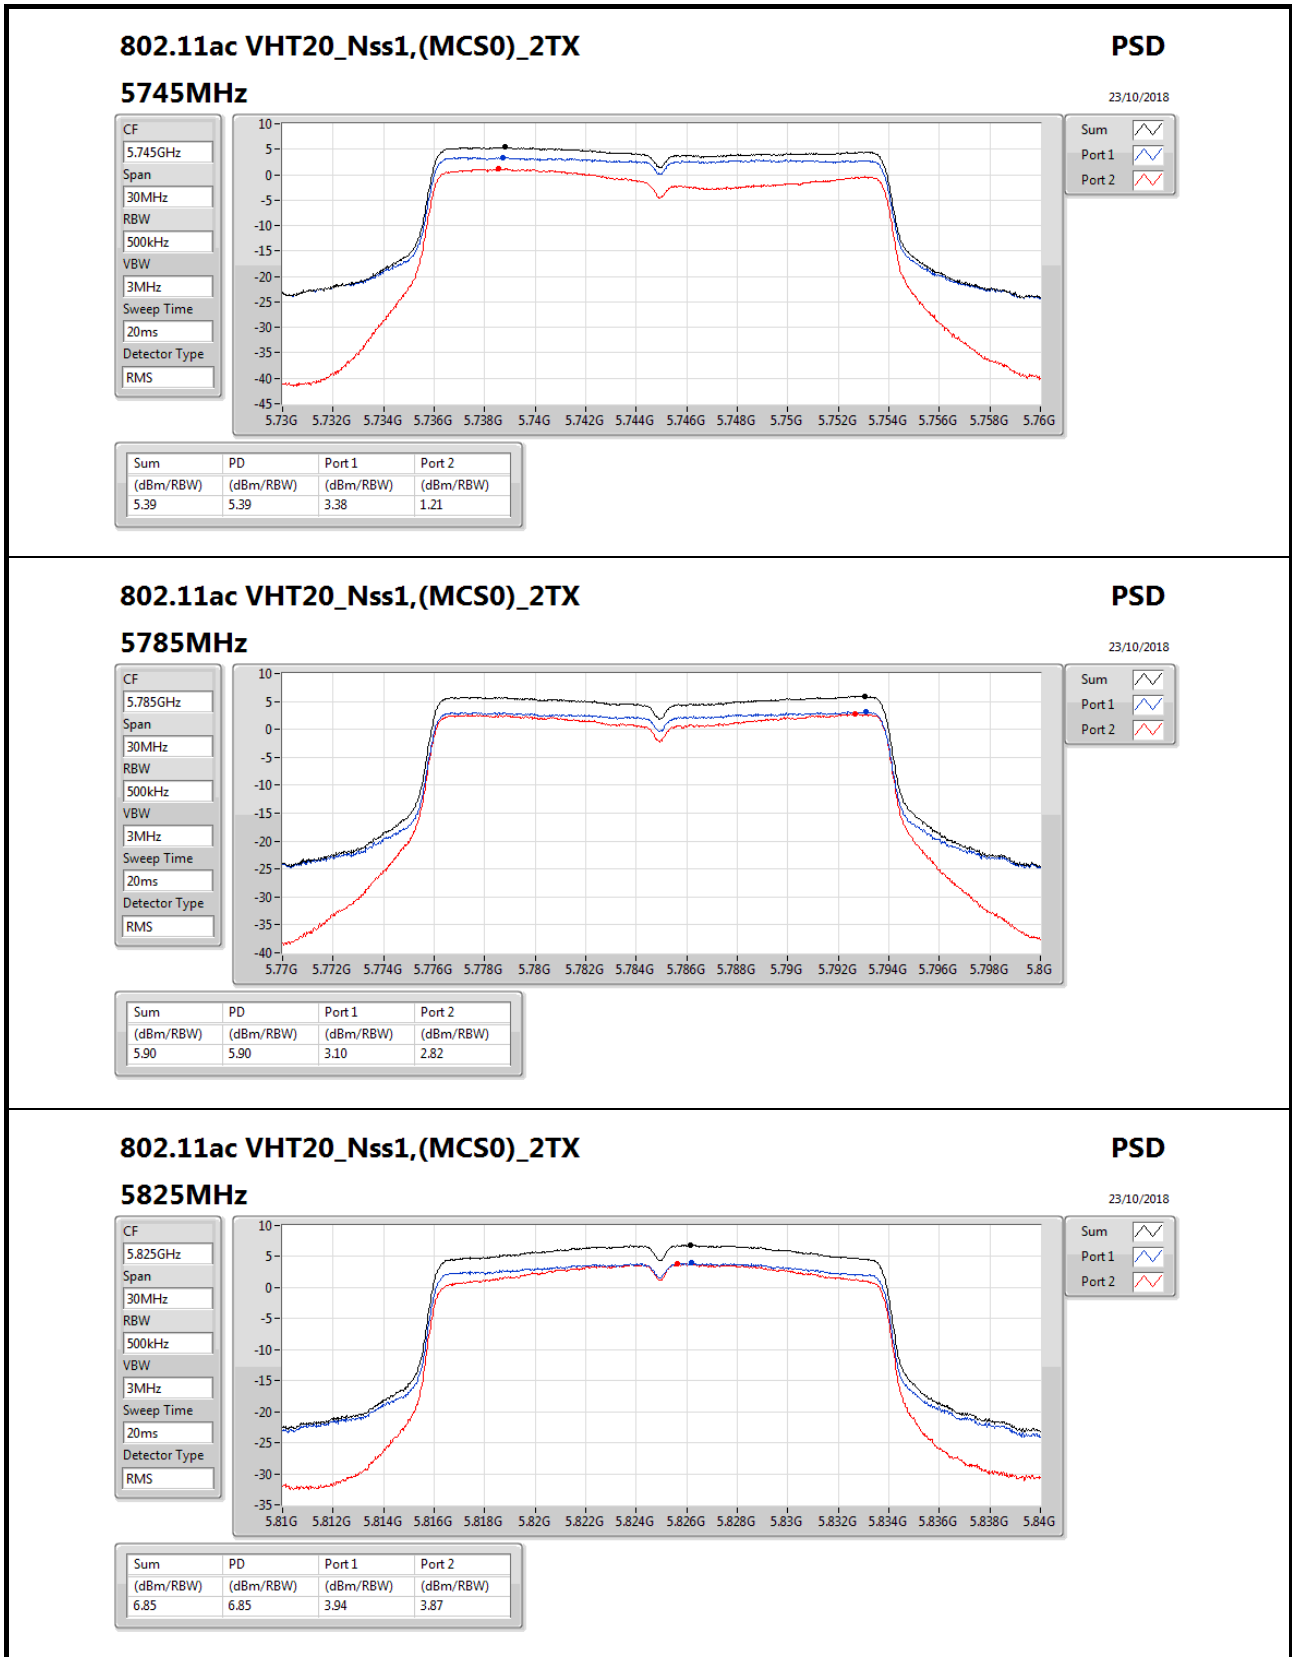 802.11ac VHT20_Nss1,(MCS0)_2TX PSD
5745MHz 23/10/2018
CF
5.745GHz
Span
30MHz
RBW
500kHz
VBW
3MHz
Sweep Time
20ms
Detector Type
RMS
10
5
0
-5
-10
-15
-20
-25
-30
-35
-40
-45
5.73G 5.732G 5.734G 5.736G 5.738G 5.74G 5.742G 5.744G 5.746G 5.748G 5.75G 5.752G 5.754G 5.756G 5.758G 5.76G
Sum
Port 1
Port 2
Sum PD Port 1 Port 2
(dBm/RBW) (dBm/RBW) (dBm/RBW) (dBm/RBW)
5.39 5.39 3.38 1.21
802.11ac VHT20_Nss1,(MCS0)_2TX PSD
5785MHz 23/10/2018
CF
5.785GHz
Span
30MHz
RBW
500kHz
VBW
3MHz
Sweep Time
20ms
Detector Type
RMS
10
5
0
-5
-10
-15
-20
-25
-30
-35
-40
5.77G 5.772G 5.774G 5.776G 5.778G 5.78G 5.782G 5.784G 5.786G 5.788G 5.79G 5.792G 5.794G 5.796G 5.798G 5.8G
Sum
Port 1
Port 2
Sum PD Port 1 Port 2
(dBm/RBW) (dBm/RBW) (dBm/RBW) (dBm/RBW)
5.90 5.90 3.10 2.82
802.11ac VHT20_Nss1,(MCS0)_2TX PSD
5825MHz 23/10/2018
CF
5.825GHz
Span
30MHz
RBW
500kHz
VBW
3MHz
Sweep Time
20ms
Detector Type
RMS
10
5
0
-5
-10
-15
-20
-25
-30
-35
5.81G 5.812G 5.814G 5.816G 5.818G 5.82G 5.822G 5.824G 5.826G 5.828G 5.83G 5.832G 5.834G 5.836G 5.838G 5.84G
Sum
Port 1
Port 2
Sum PD Port 1 Port 2
(dBm/RBW) (dBm/RBW) (dBm/RBW) (dBm/RBW)
6.85 6.85 3.94 3.87